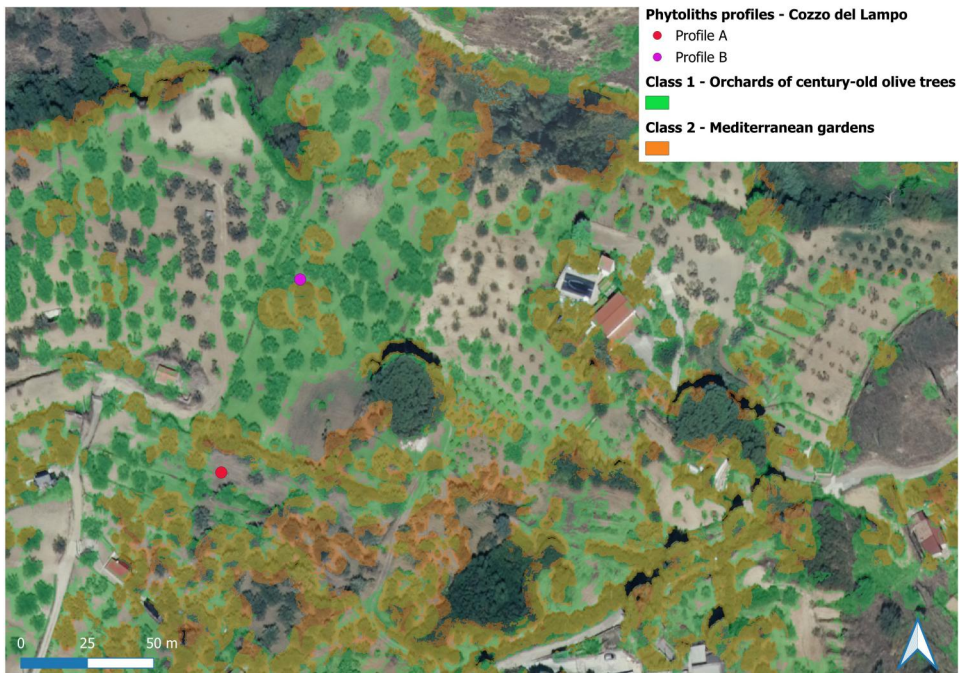 Phytoliths profiles - Cozzo del Lampo
Profile A
Profile B
Class 1 - Orchards of century-old olive trees
Class 2 - Mediterranean gardens
0 25 50 m